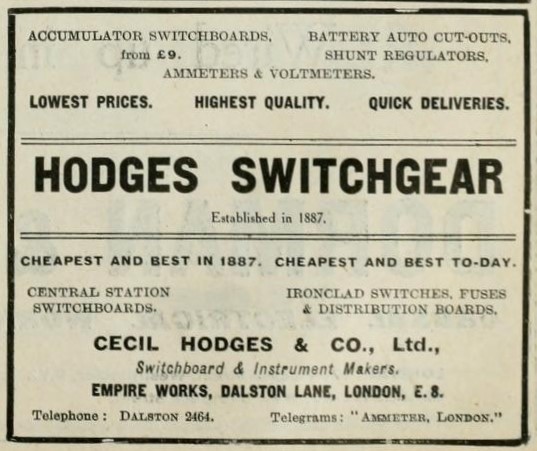 ACCUMULATOR SWITCHBOARDS, BATTERY AUTO CUT-OUTS,
from £9. SHUNT REGULATORS,
AMMETERS & VOLTMETERS.
LOWEST PRICES. HIGHEST QUALITY. QUICK DELIVERIES.
HODGES SWITCHGEAR
Established in 1887.
CHEAPEST AND BEST IN 1887. CHEAPEST AND BEST TO-DAY.
CENTRAL STATION IRONCLAD SWITCHES, FUSES
SWITCHBOARDS. & DISTRIBUTION BOARDS.
CECIL HODGES & CO., Ltd.,
Switchboard & Instrument Makers.
EMPIRE WORKS, DALSTON LANE, LONDON, E.8.
Telephone: DALSTON 2464. Telegrams: "AMMETER, LONDON."